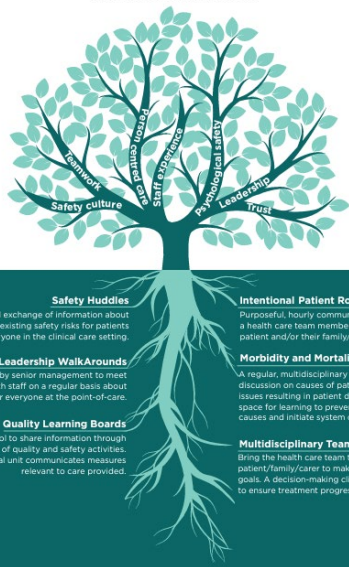 Teamwork
Safety culture
Person centred care
Staff experience
Psychological safety
Leadership
Trust
Safety Huddles
exchange of information about
existing safety risks for patients
yone in the clinical care setting.
Leadership WalkArounds
by senior management to meet
h staff on a regular basis about
r everyone at the point-of-care.
Quality Learning Boards
ol to share information through
of quality and safety activities.
al unit communicates measures
relevant to care provided.
Intentional Patient Ro
Purposeful, hourly commun
a health care team membe
patient and/or their family/
Morbidity and Mortali
A regular, multidisciplinary
discussion on causes of pat
issues resulting in patient d
space for learning to preve
causes and initiate system
Multidisciplinary Team
Bring the health care team
patient/family/carer to mak
goals. A decision-making cli
to ensure treatment progre